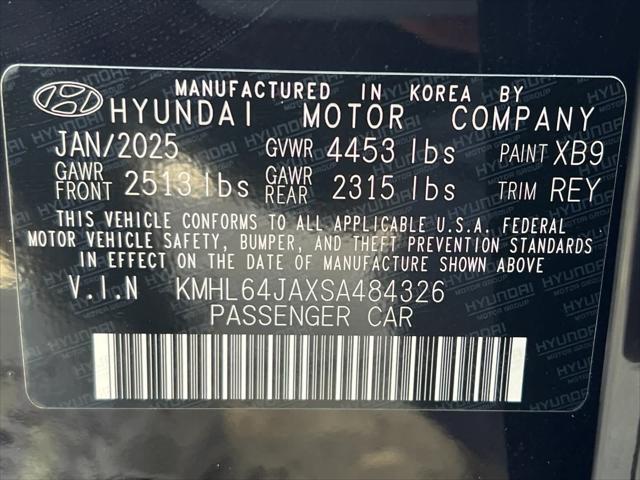 MANUFACTURED IN KOREA BY
HYUNDAI MOTOR COMPANY
JAN/2025 GVWR 4453 lbs PAINT XB9
GAWR FRONT 2513 lbs GAWR REAR 2315 lbs TRIM REY
THIS VEHICLE CONFORMS TO ALL APPLICABLE U.S.A. FEDERAL
MOTOR VEHICLE SAFETY, BUMPER, AND THEFT PREVENTION STANDARDS
IN EFFECT ON THE DATE OF MANUFACTURE SHOWN ABOVE
V.I.N KMHL64JAXSA484326
PASSENGER CAR